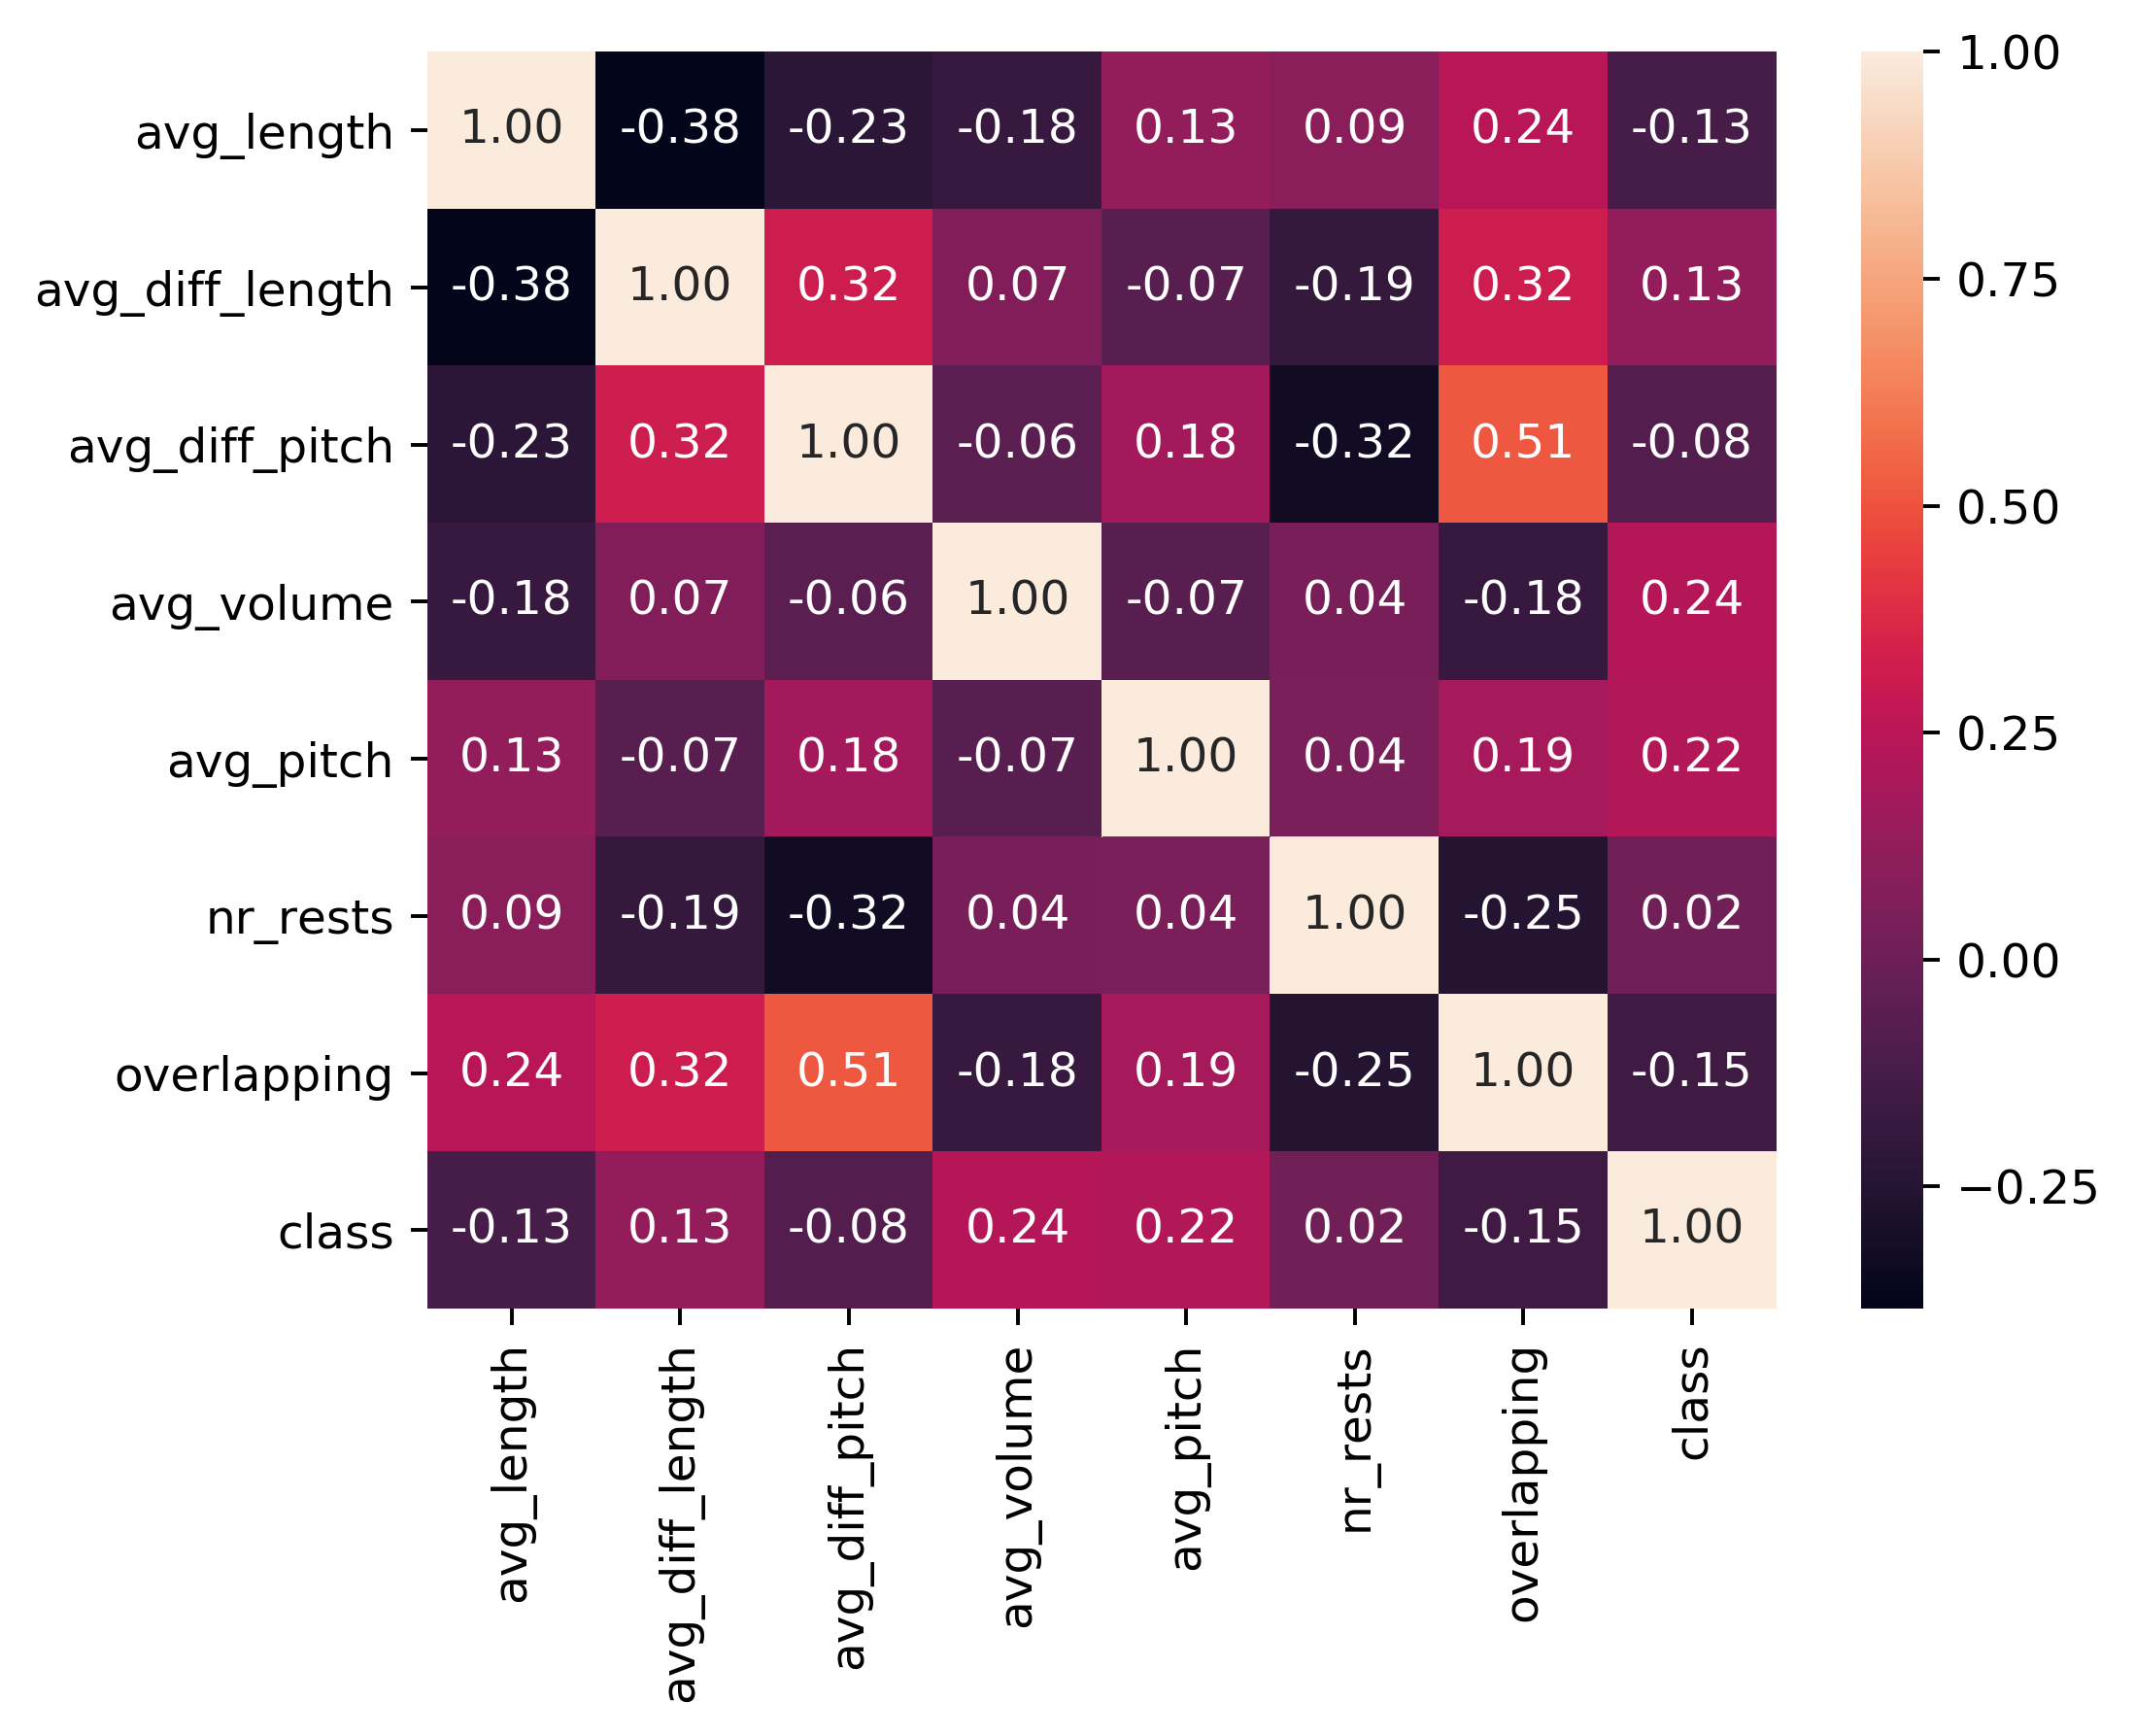 avg_length 1.00 -0.38 -0.23 -0.18 0.13 0.09 0.24 -0.13
avg_diff_length -0.38 1.00 0.32 0.07 -0.07 -0.19 0.32 0.13
avg_diff_pitch -0.23 0.32 1.00 -0.06 0.18 -0.32 0.51 -0.08
avg_volume -0.18 0.07 -0.06 1.00 -0.07 0.04 -0.18 0.24
avg_pitch 0.13 -0.07 0.18 -0.07 1.00 0.04 0.19 0.22
nr_rests 0.09 -0.19 -0.32 0.04 0.04 1.00 -0.25 0.02
overlapping 0.24 0.32 0.51 -0.18 0.19 -0.25 1.00 -0.15
class -0.13 0.13 -0.08 0.24 0.22 0.02 -0.15 1.00
avg_length
avg_diff_length
avg_diff_pitch
avg_volume
avg_pitch
nr_rests
overlapping
class
1.00
0.75
0.50
0.25
0.00
−0.25